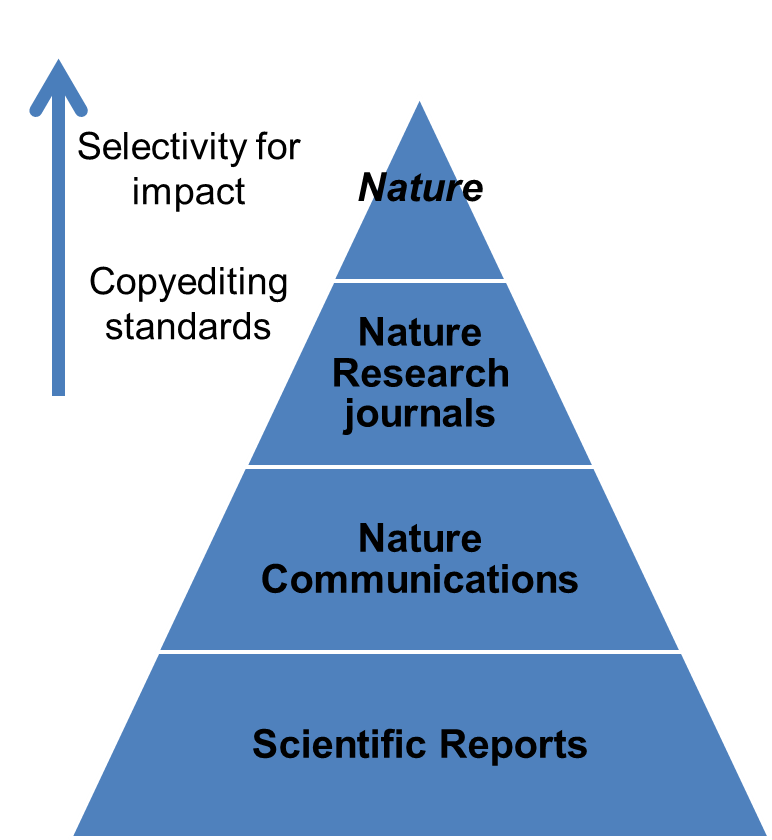 Selectivity for
impact
Copyediting
standards
Nature
Nature
Research
journals
Nature
Communications
Scientific Reports